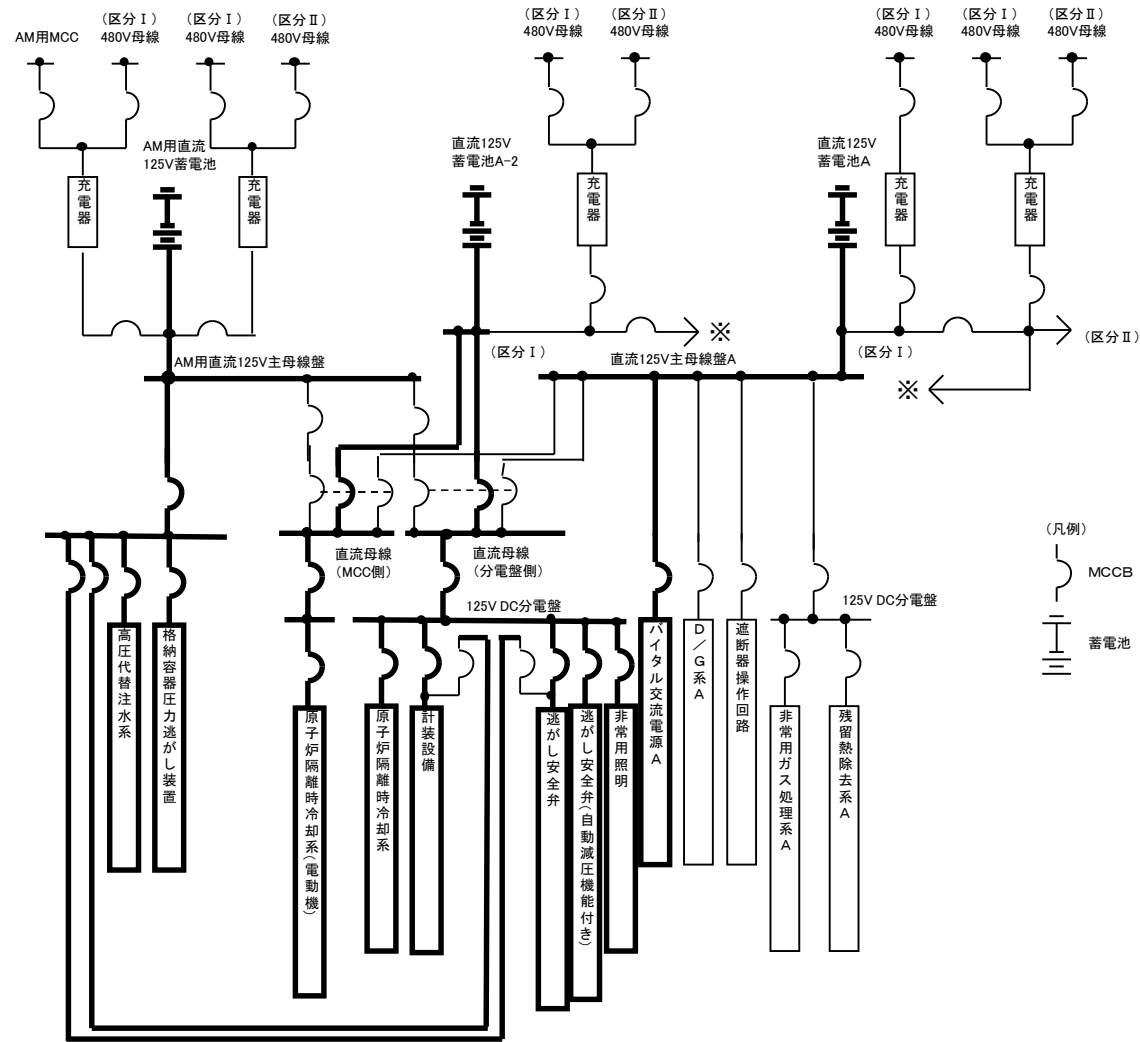 (区分Ⅰ)
(区分Ⅰ)
(区分Ⅱ)
AM用MCC
480V母線
480V母線
480V母線
(区分Ⅰ)
(区分Ⅱ)
480V母線
480V母線
(区分Ⅰ)
(区分Ⅰ)
(区分Ⅱ)
480V母線
480V母線
480V母線
AM用直流
125V蓄電池
直流125V
蓄電池A-2
直流125V
蓄電池A
充電器
充電器
充電器
充電器
充電器
※
(区分Ⅰ)
(区分Ⅰ)
(区分Ⅱ)
AM用直流125V主母線盤
直流125V主母線盤A
※
直流母線
(MCC側)
直流母線
(分電盤側)
125V DC分電盤
125V DC分電盤
高圧代替注水系
格納容器圧力逃がし装置
原子炉隔離時冷却系(電動機)
原子炉隔離時冷却系
計装設備
逃がし安全弁
逃がし安全弁(自動減圧機能付き)
非常用照明
バイタル交流電源A
D/G系A
遮断器操作回路
非常用ガス処理系A
残留熱除去系A
(凡例)
MCCB
蓄電池